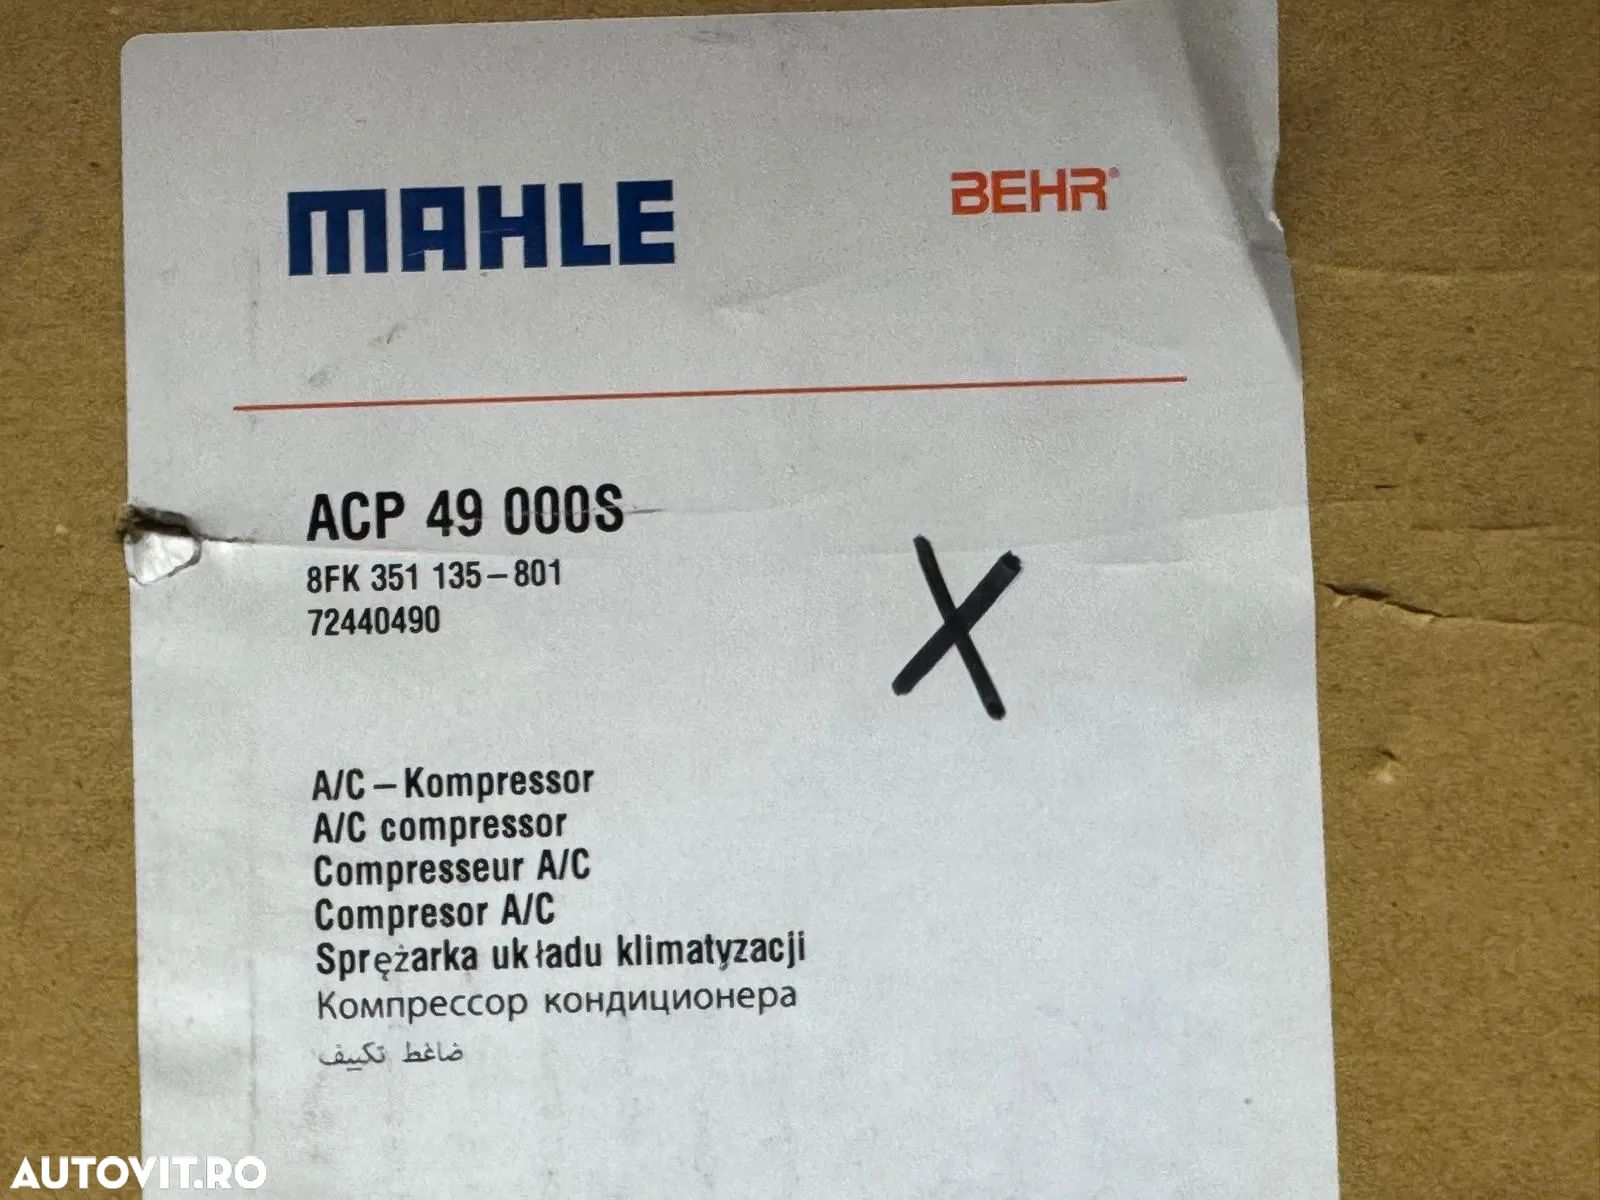 MAHLE
BEHR®
ACP 49 000S
8FK 351 135-801
72440490
X
A/C-Kompressor
A/C compressor
Compresseur A/C
Compresor A/C
Sprężarka układu klimatyzacji
Компрессор кондиционера
ضاغط تكييف
AUTOVIT.RO